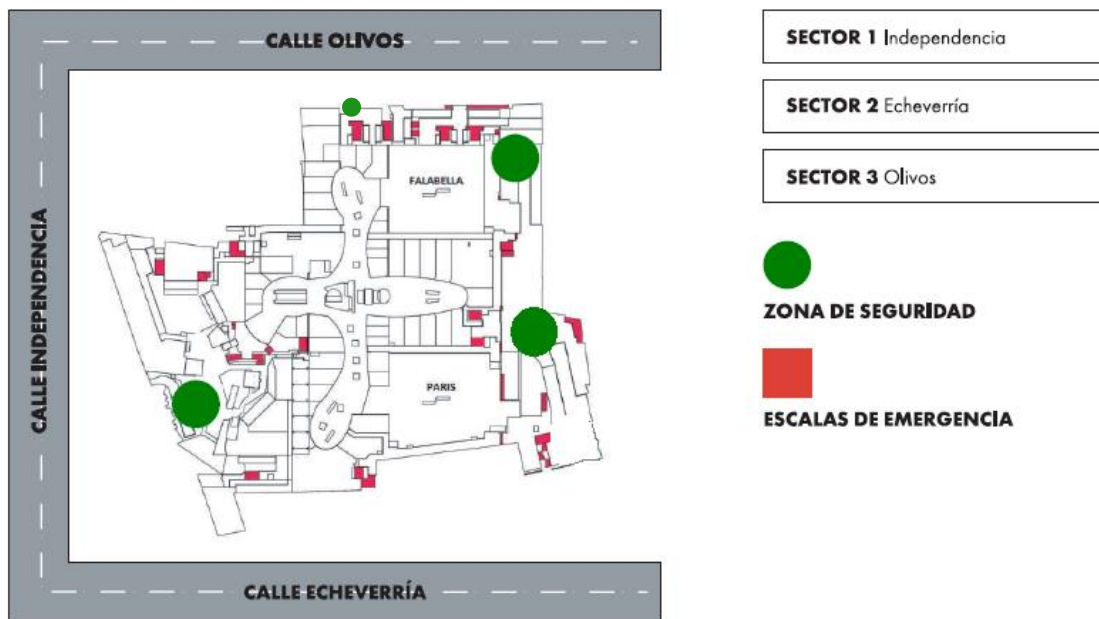 CALLE OLIVOS
CALLE INDEPENDENCIA
FALABELLA
PARIS
CALLE ECHEVERRÍA
SECTOR 1 Independencia
SECTOR 2 Echeverría
SECTOR 3 Olivos
ZONA DE SEGURIDAD
ESCALAS DE EMERGENCIA